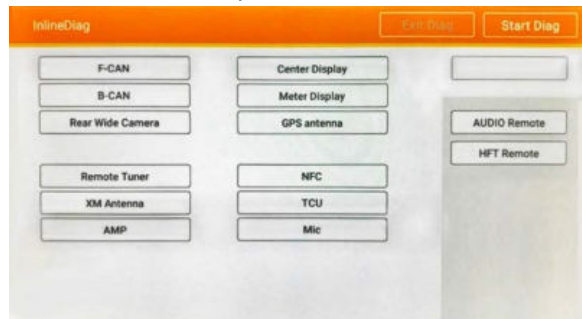 InlineDiag
Exit Diag
Start Diag
F-CAN
Center Display
B-CAN
Meter Display
Rear Wide Camera
GPS antenna
AUDIO Remote
HFT Remote
Remote Tuner
NFC
XM Antenna
TCU
AMP
Mic